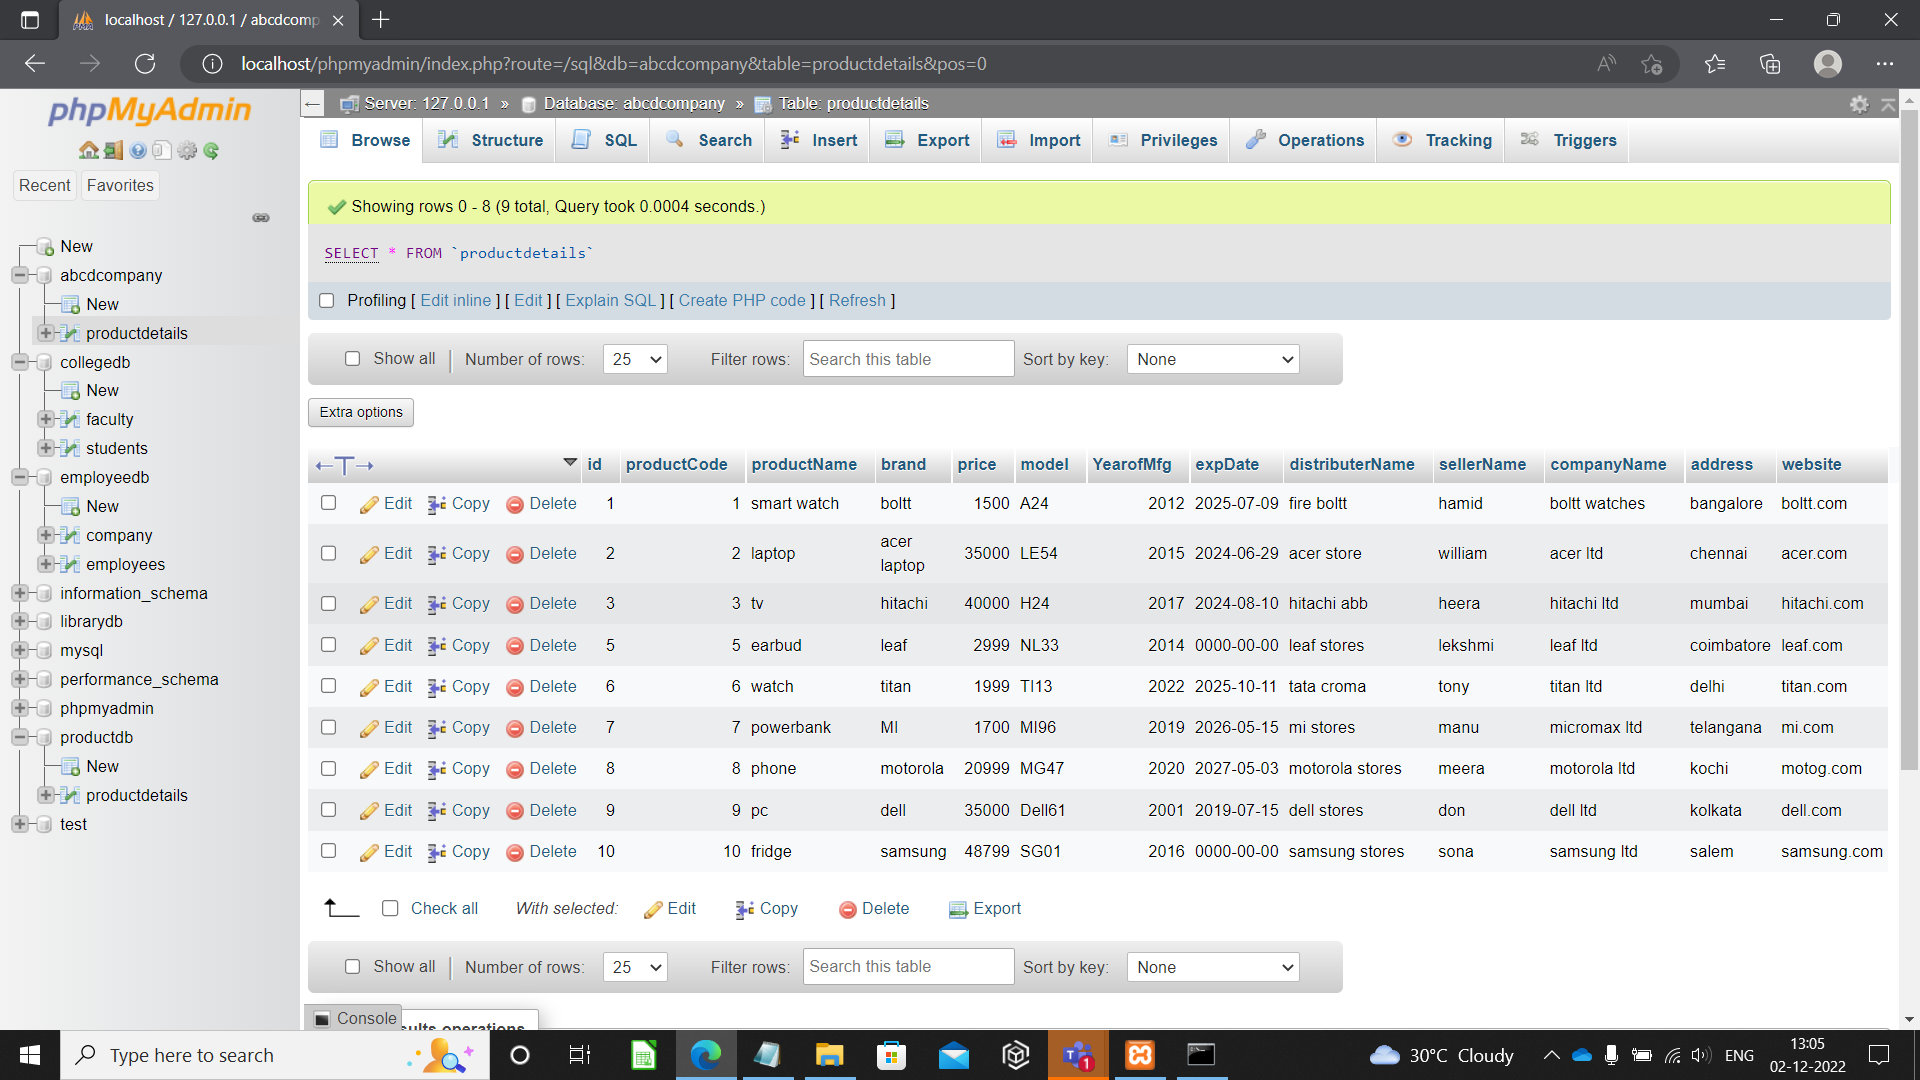 localhost / 127.0.0.1 / abcdcomp
localhost/phpmyadmin/index.php?route=/sql&db=abcdcompany&table=productdetails&pos=0
phpMyAdmin
Recent Favorites
New
abcdcompany
New
productdetails
collegedb
New
faculty
students
employeedb
New
company
employees
information_schema
librarydb
mysql
performance_schema
phpmyadmin
productdb
New
productdetails
test
Server: 127.0.0.1 » Database: abcdcompany » Table: productdetails
Browse Structure SQL Search Insert Export Import Privileges Operations Tracking Triggers
Showing rows 0 - 8 (9 total, Query took 0.0004 seconds.)
SELECT * FROM `productdetails`
Profiling [ Edit inline ] [ Edit ] [ Explain SQL ] [ Create PHP code ] [ Refresh ]
Show all Number of rows: 25 Filter rows: Search this table Sort by key: None
Extra options
←T→ id productCode productName brand price model YearofMfg expDate distributerName sellerName companyName address website
Edit Copy Delete 1 1 smart watch boltt 1500 A24 2012 2025-07-09 fire boltt hamid boltt watches bangalore boltt.com
Edit Copy Delete 2 2 laptop acer laptop 35000 LE54 2015 2024-06-29 acer store william acer ltd chennai acer.com
Edit Copy Delete 3 3 tv hitachi 40000 H24 2017 2024-08-10 hitachi abb heera hitachi ltd mumbai hitachi.com
Edit Copy Delete 5 5 earbud leaf 2999 NL33 2014 0000-00-00 leaf stores lekshmi leaf ltd coimbatore leaf.com
Edit Copy Delete 6 6 watch titan 1999 TI13 2022 2025-10-11 tata croma tony titan ltd delhi titan.com
Edit Copy Delete 7 7 powerbank MI 1700 MI96 2019 2026-05-15 mi stores manu micromax ltd telangana mi.com
Edit Copy Delete 8 8 phone motorola 20999 MG47 2020 2027-05-03 motorola stores meera motorola ltd kochi motog.com
Edit Copy Delete 9 9 pc dell 35000 Dell61 2001 2019-07-15 dell stores don dell ltd kolkata dell.com
Edit Copy Delete 10 10 fridge samsung 48799 SG01 2016 0000-00-00 samsung stores sona samsung ltd salem samsung.com
Check all With selected: Edit Copy Delete Export
Show all Number of rows: 25 Filter rows: Search this table Sort by key: None
Console
operations
Type here to search
1
30°C Cloudy
ENG
13:05
02-12-2022